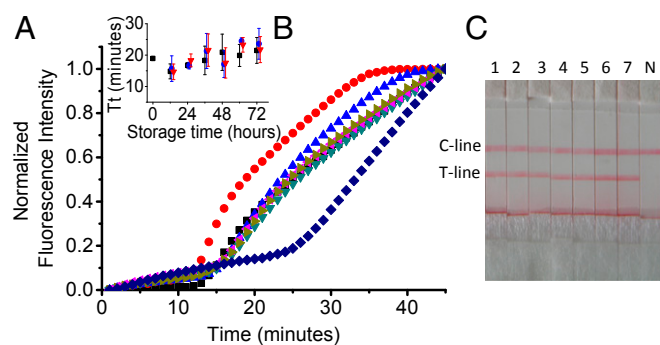 A
B
C
Tt (minutes)
30
20
10
0
0 24 48 72
Storage time (hours)
Normalized
Fluorescence Intensity
1.0
0.8
0.6
0.4
0.2
0.0
0 10 20 30 40
Time (minutes)
1 2 3 4 5 6 7 N
C-line
T-line